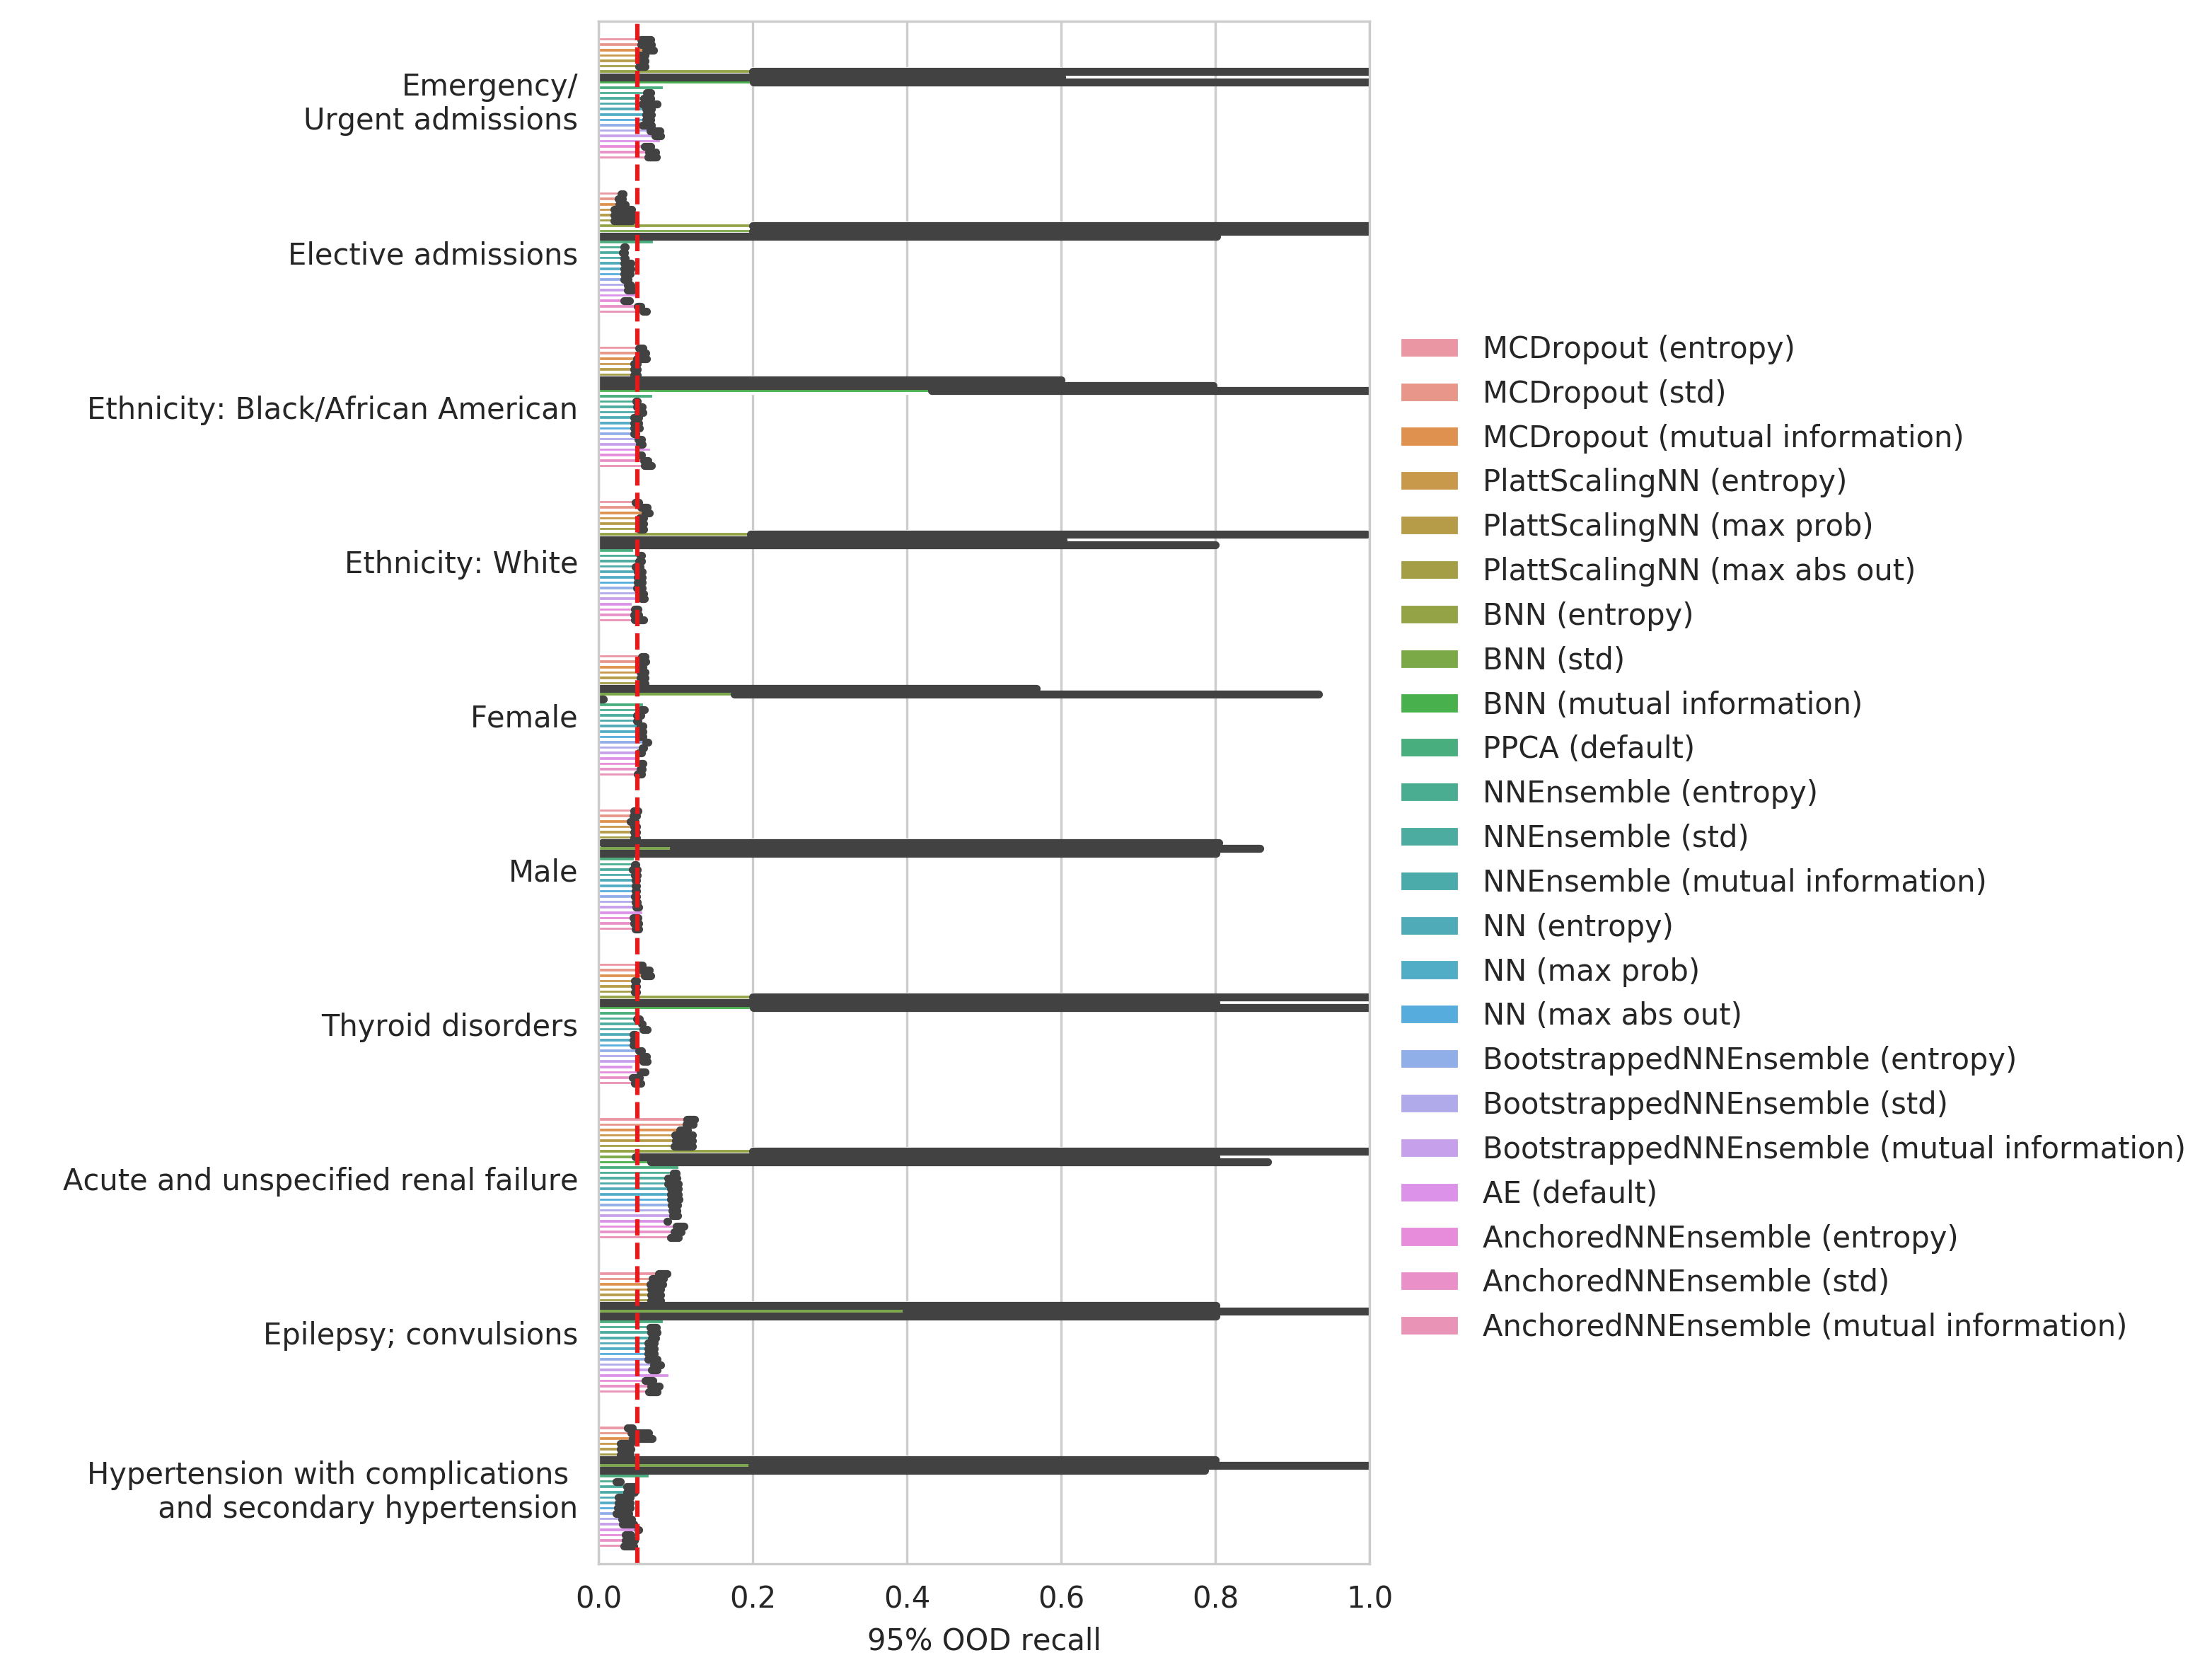 Emergency/
Urgent admissions
Elective admissions
Ethnicity: Black/African American
Ethnicity: White
Female
Male
Thyroid disorders
Acute and unspecified renal failure
Epilepsy; convulsions
Hypertension with complications
and secondary hypertension
0.0 0.2 0.4 0.6 0.8 1.0
95% OOD recall
MCDropout (entropy)
MCDropout (std)
MCDropout (mutual information)
PlattScalingNN (entropy)
PlattScalingNN (max prob)
PlattScalingNN (max abs out)
BNN (entropy)
BNN (std)
BNN (mutual information)
PPCA (default)
NNEnsemble (entropy)
NNEnsemble (std)
NNEnsemble (mutual information)
NN (entropy)
NN (max prob)
NN (max abs out)
BootstrappedNNEnsemble (entropy)
BootstrappedNNEnsemble (std)
BootstrappedNNEnsemble (mutual information)
AE (default)
AnchoredNNEnsemble (entropy)
AnchoredNNEnsemble (std)
AnchoredNNEnsemble (mutual information)